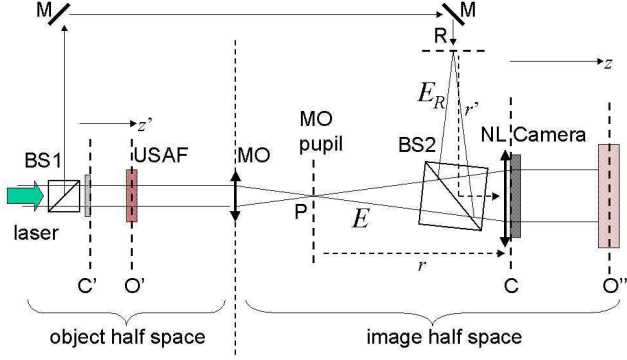 M
M
R
z
E_R
r'
z'
BS1
USAF
MO
MO
pupil
BS2
NL Camera
P
E
laser
r
C'
O'
C
O''
object half space
image half space